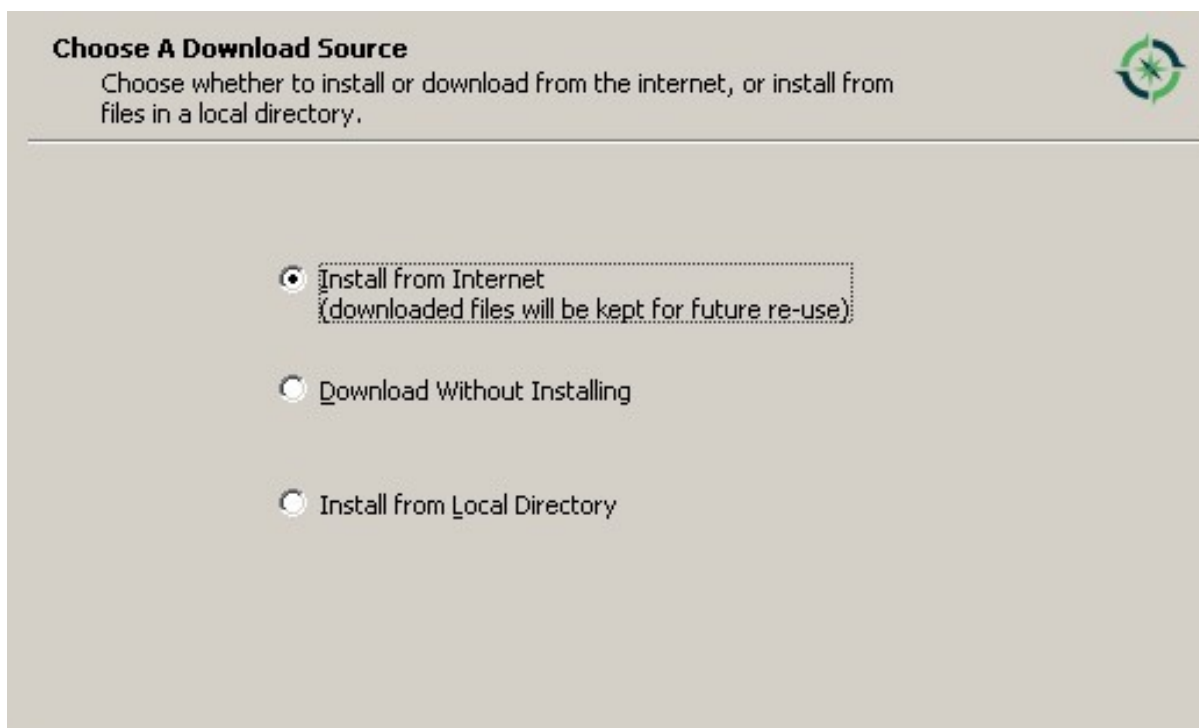 Choose A Download Source
Choose whether to install or download from the internet, or install from
files in a local directory.
Install from Internet
(downloaded files will be kept for future re-use)
Download Without Installing
Install from Local Directory